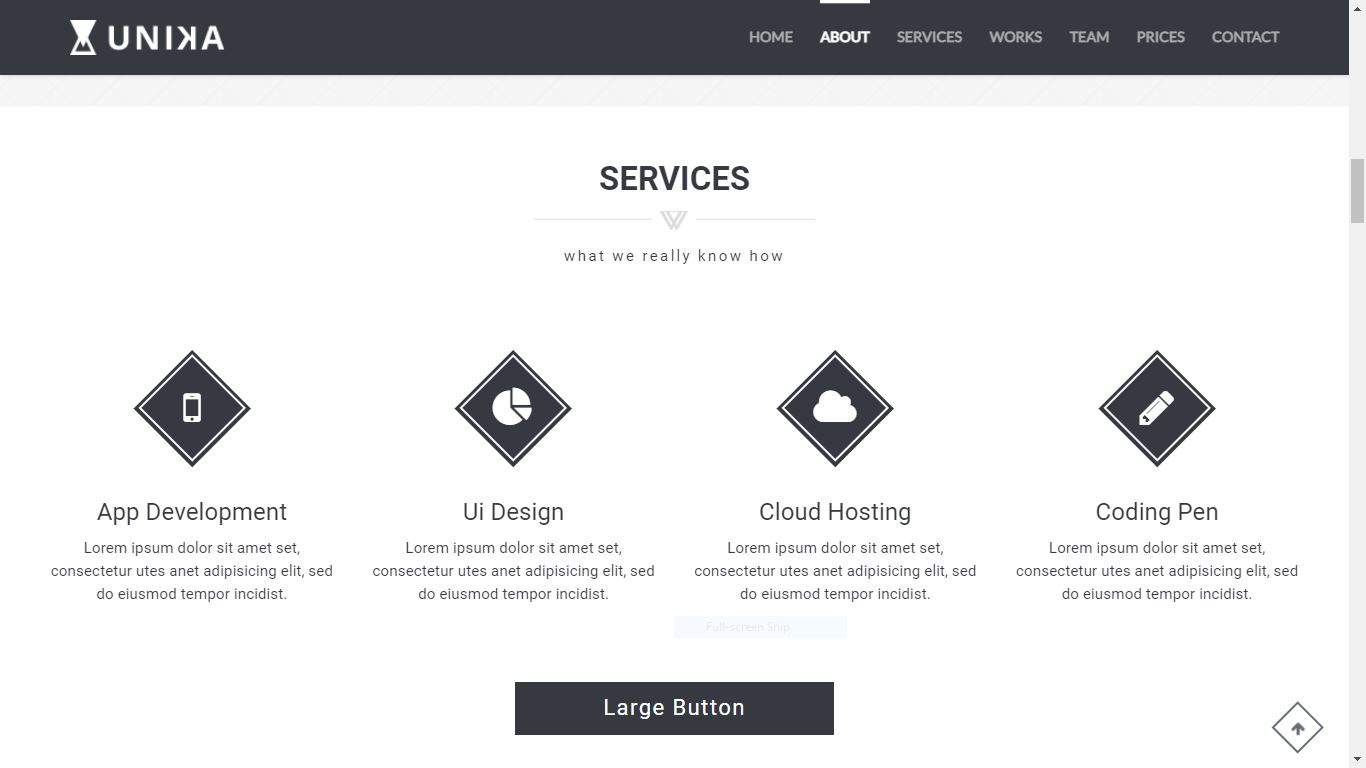 UNIKA
HOME ABOUT SERVICES WORKS TEAM PRICES CONTACT
SERVICES
what we really know how
App Development
Lorem ipsum dolor sit amet set,
consectetur utes anet adipisicing elit, sed
do eiusmod tempor incidist.
Ui Design
Lorem ipsum dolor sit amet set,
consectetur utes anet adipisicing elit, sed
do eiusmod tempor incidist.
Cloud Hosting
Lorem ipsum dolor sit amet set,
consectetur utes anet adipisicing elit, sed
do eiusmod tempor incidist.
Coding Pen
Lorem ipsum dolor sit amet set,
consectetur utes anet adipisicing elit, sed
do eiusmod tempor incidist.
Full-screen Snip
Large Button